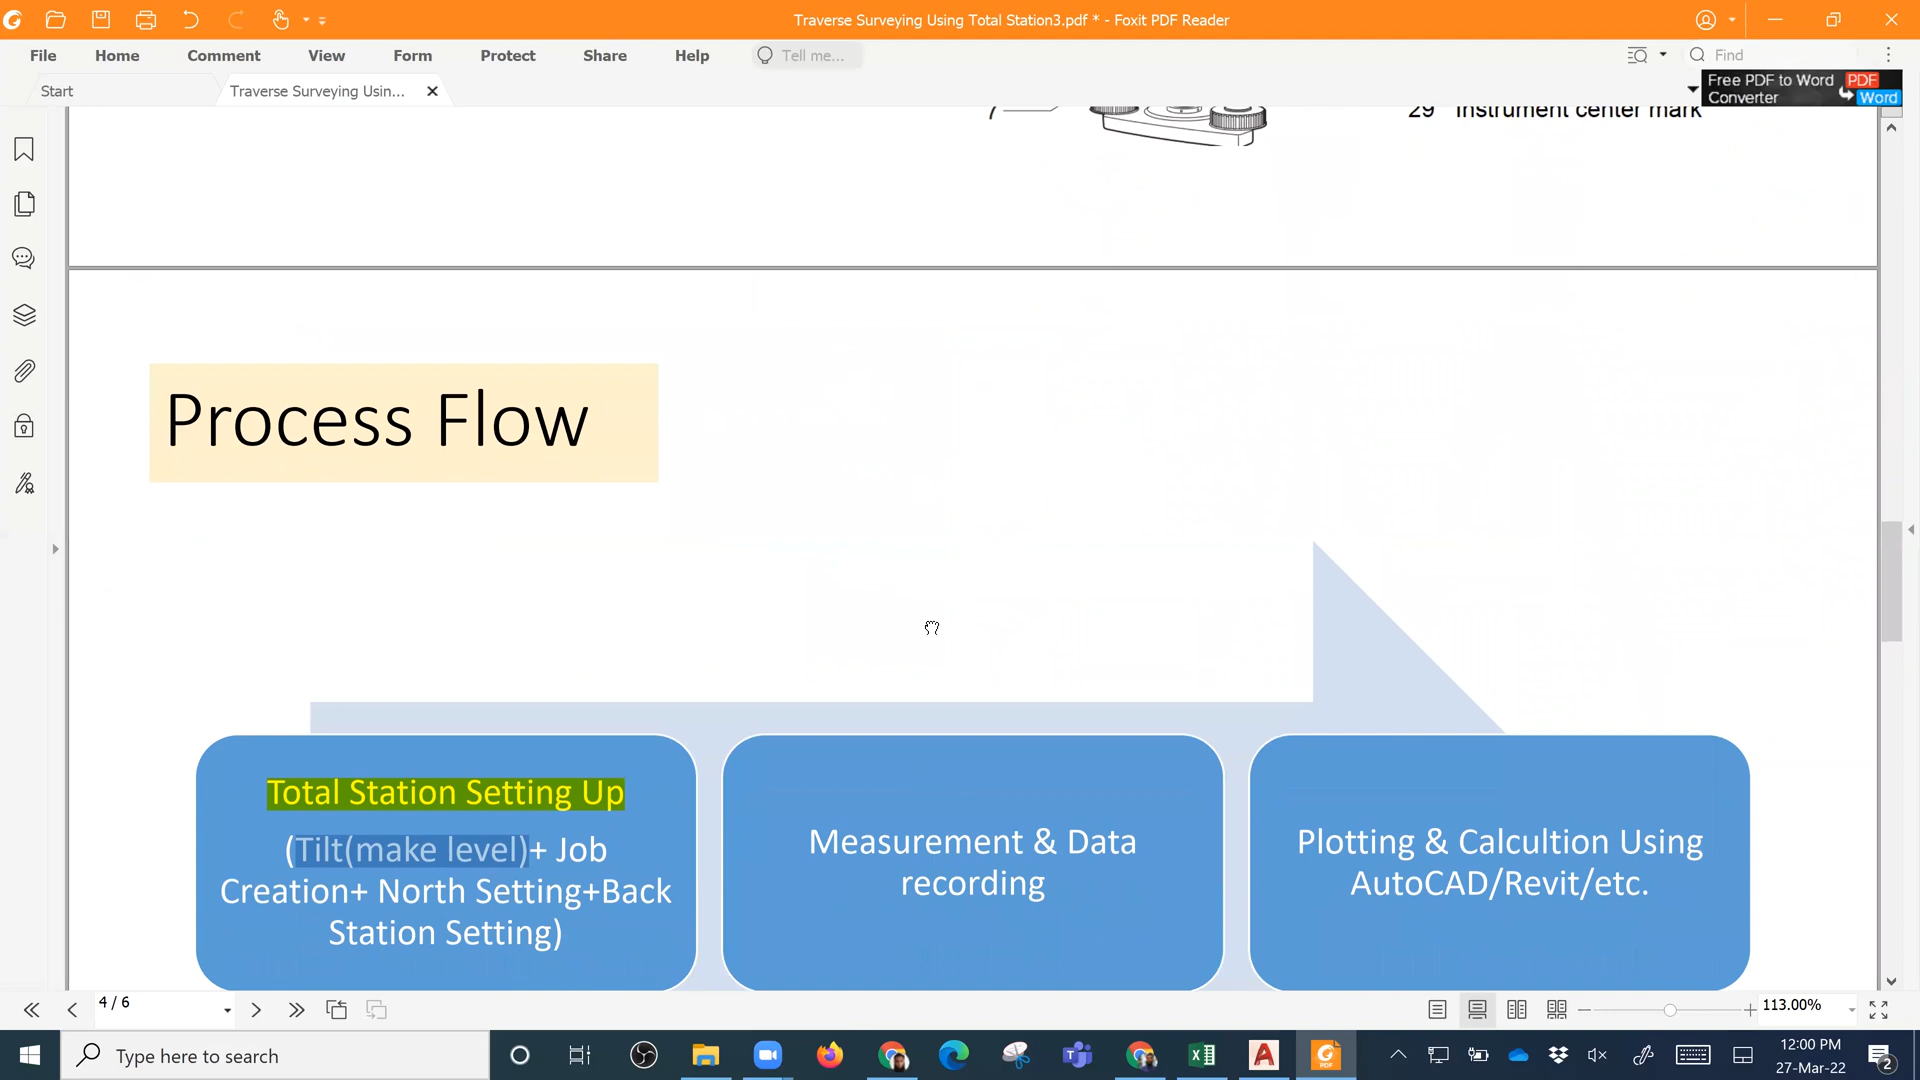 Traverse Surveying Using Total Station3.pdf * - Foxit PDF Reader
File Home Comment View Form Protect Share Help Tell me... Find
Start Traverse Surveying Usin...
Free PDF to Word Converter PDF Word
29 Instrument center mark
Process Flow
Total Station Setting Up
(Tilt(make level)+ Job
Creation+ North Setting+Back
Station Setting)
Measurement & Data
recording
Plotting & Calcultion Using
AutoCAD/Revit/etc.
4 / 6
113.00%
Type here to search
12:00 PM
27-Mar-22
2